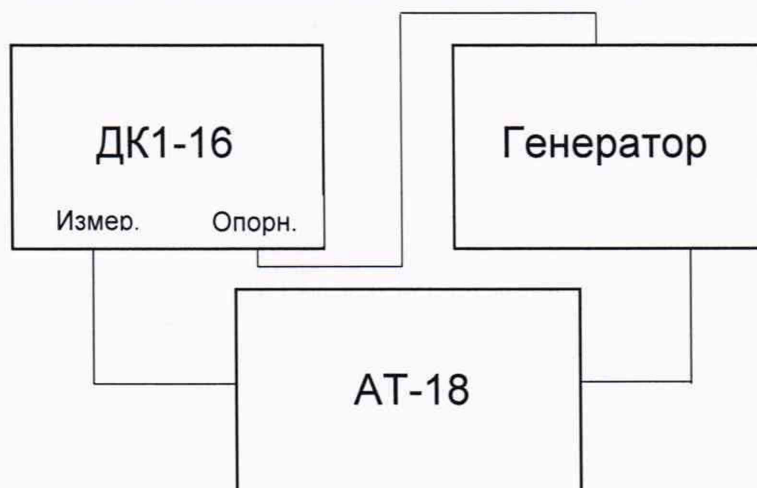 ДК1-16
Генератор
Измер.
Опорн.
АТ-18